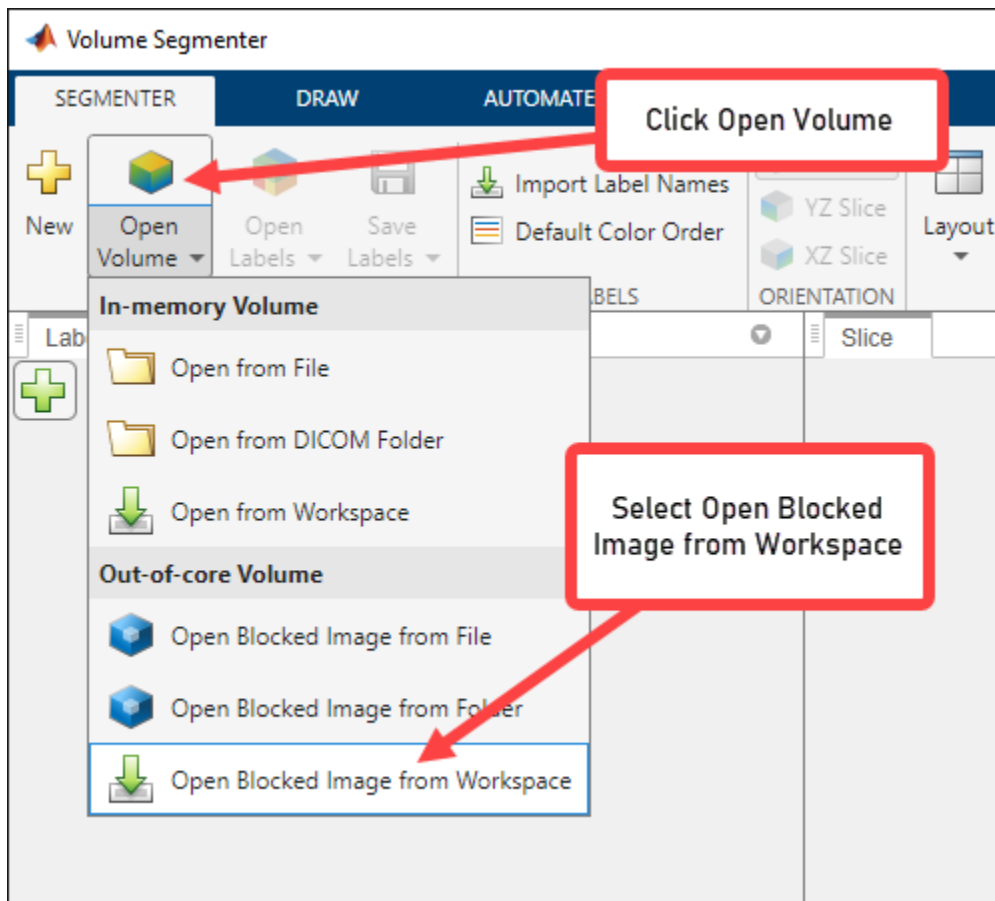 Volume Segmenter
SEGMENTER
DRAW
AUTOMATE
Click Open Volume
New
Open
Volume
Open
Labels
Save
Labels
Import Label Names
Default Color Order
YZ Slice
XZ Slice
Layout
ORIENTATION
In-memory Volume
Slice
Open from File
Open from DICOM Folder
Open from Workspace
Out-of-core Volume
Select Open Blocked
Image from Workspace
Open Blocked Image from File
Open Blocked Image from Folder
Open Blocked Image from Workspace